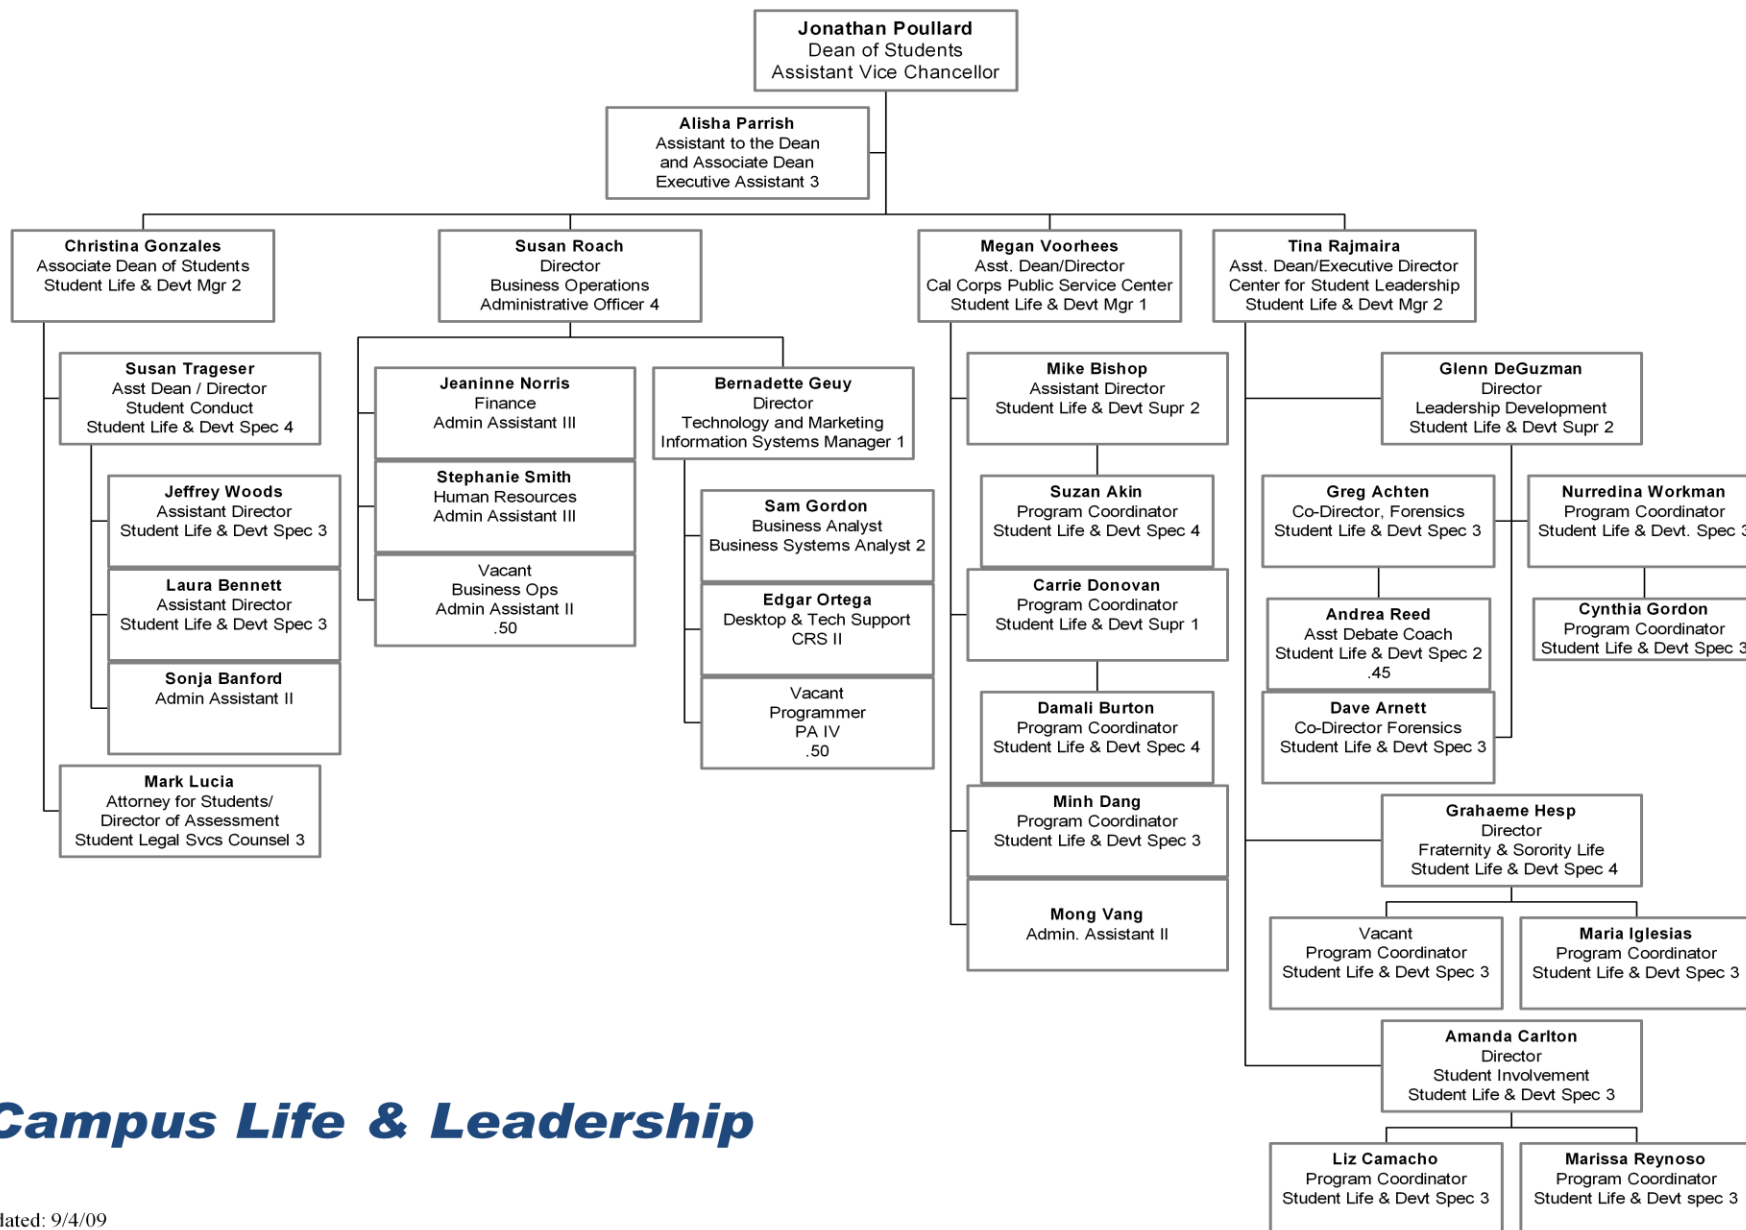 Jonathan Poullard
Dean of Students
Assistant Vice Chancellor
Alisha Parrish
Assistant to the Dean
and Associate Dean
Executive Assistant 3
Christina Gonzales
Associate Dean of Students
Student Life & Devt Mgr 2
Susan Trageser
Asst Dean / Director
Student Conduct
Student Life & Devt Spec 4
Jeffrey Woods
Assistant Director
Student Life & Devt Spec 3
Laura Bennett
Assistant Director
Student Life & Devt Spec 3
Sonja Banford
Admin Assistant II
Mark Lucia
Attorney for Students/
Director of Assessment
Student Legal Svcs Counsel 3
Susan Roach
Director
Business Operations
Administrative Officer 4
Jeaninne Norris
Finance
Admin Assistant III
Stephanie Smith
Human Resources
Admin Assistant III
Vacant
Business Ops
Admin Assistant II
.50
Bernadette Geuy
Director
Technology and Marketing
Information Systems Manager 1
Sam Gordon
Business Analyst
Business Systems Analyst 2
Edgar Ortega
Desktop & Tech Support
CRS II
Vacant
Programmer
PA IV
.50
Megan Voorhees
Asst. Dean/Director
Cal Corps Public Service Center
Student Life & Devt Mgr 1
Mike Bishop
Assistant Director
Student Life & Devt Supr 2
Suzan Akin
Program Coordinator
Student Life & Devt Spec 4
Carrie Donovan
Program Coordinator
Student Life & Devt Supr 1
Damali Burton
Program Coordinator
Student Life & Devt Spec 4
Minh Dang
Program Coordinator
Student Life & Devt Spec 3
Mong Vang
Admin. Assistant II
Tina Rajmaira
Asst. Dean/Executive Director
Center for Student Leadership
Student Life & Devt Mgr 2
Glenn DeGuzman
Director
Leadership Development
Student Life & Devt Supr 2
Greg Achten
Co-Director, Forensics
Student Life & Devt Spec 3
Andrea Reed
Asst Debate Coach
Student Life & Devt Spec 2
.45
Dave Arnett
Co-Director Forensics
Student Life & Devt Spec 3
Nurredina Workman
Program Coordinator
Student Life & Devt. Spec 3
Cynthia Gordon
Program Coordinator
Student Life & Devt Spec 3
Grahaeme Hesp
Director
Fraternity & Sorority Life
Student Life & Devt Spec 4
Vacant
Program Coordinator
Student Life & Devt Spec 3
Maria Iglesias
Program Coordinator
Student Life & Devt Spec 3
Amanda Carlton
Director
Student Involvement
Student Life & Devt Spec 3
Liz Camacho
Program Coordinator
Student Life & Devt Spec 3
Marissa Reynoso
Program Coordinator
Student Life & Devt spec 3
Campus Life & Leadership
dated: 9/4/09